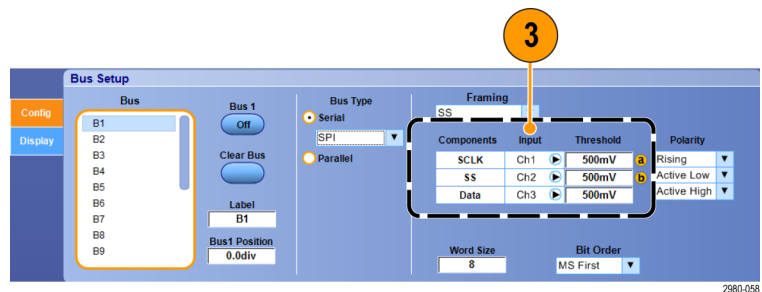 3
Bus Setup
Config
Display
Bus
B1
B2
B3
B4
B5
B6
B7
B8
B9
Bus 1
Off
Clear Bus
Label
B1
Bus1 Position
0.0div
Bus Type
Serial
SPI
Parallel
Framing
SS
Components Input Threshold Polarity
SCLK Ch1 500mV a Rising
SS Ch2 500mV b Active Low
Data Ch3 500mV Active High
Word Size Bit Order
8 MS First
2980-058